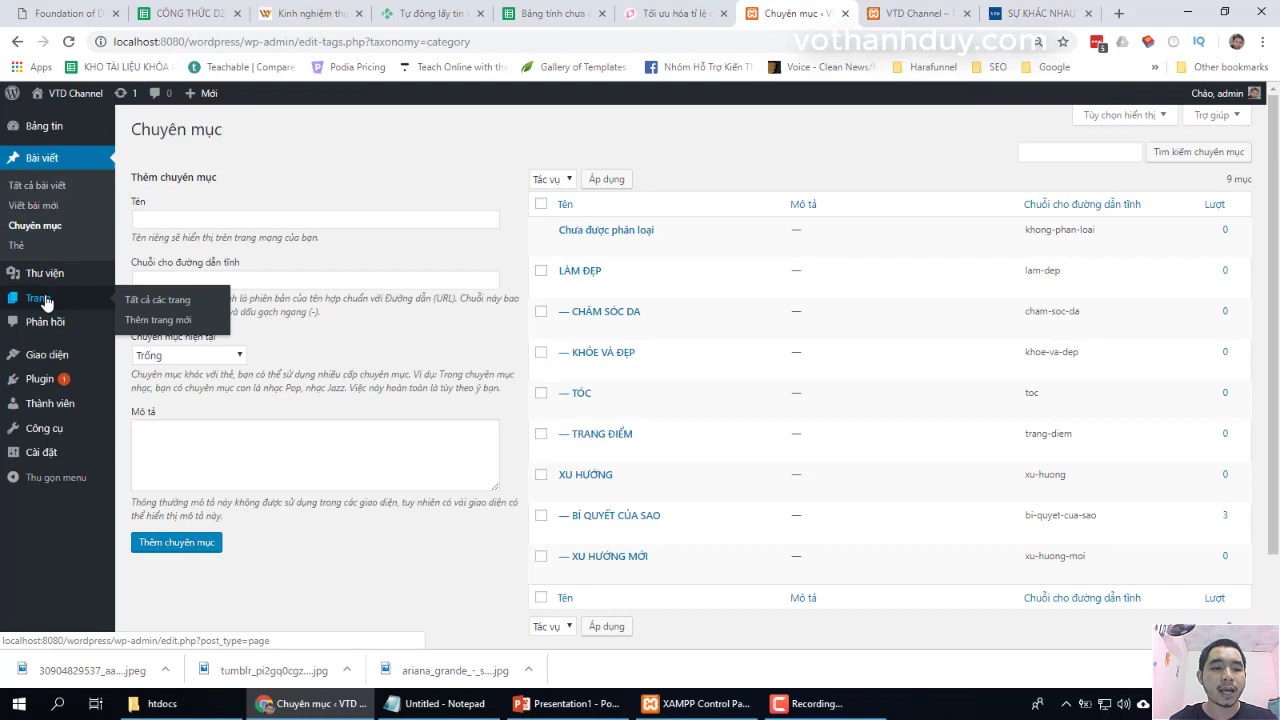 CÔNG THỨC DZ
Kinh nghiệm thu
Tự động lấy tin v
Bảng tính chưa c
Tối ưu hóa tỉ lệ c
Chuyên mục ‹ VT
VTD Channel – T
SỰ KHÁC NHAU
localhost:8080/wordpress/wp-admin/edit-tags.php?taxonomy=category
vothanhduy.com
Apps
KHO TÀI LIỆU KHÓA
Teachable | Compare
Podia Pricing
Teach Online with the
Gallery of Templates
Nhóm Hỗ Trợ Kiến Th
Voice - Clean News/
»
Harafunnel
SEO
Google
Other bookmarks
VTD Channel
1
0
Mới
Chào, admin
Bảng tin
Bài viết
Tất cả bài viết
Viết bài mới
Chuyên mục
Thẻ
Thư viện
Trang
Tất cả các trang
Thêm trang mới
Phản hồi
Giao diện
Plugin 1
Thành viên
Công cụ
Cài đặt
Thu gọn menu
Chuyên mục
Tùy chọn hiển thị
Trợ giúp
Tìm kiếm chuyên mục
Thêm chuyên mục
Tên
Tên riêng sẽ hiển thị trên trang mạng của bạn.
Chuỗi cho đường dẫn tĩnh
là phiên bản của tên hợp chuẩn với Đường dẫn (URL). Chuỗi này bao
và dấu gạch ngang (-).
Chuyên mục hiện tại
Trống
Chuyên mục khác với thẻ, bạn có thể sử dụng nhiều cấp chuyên mục. Ví dụ: Trong chuyên mục
nhạc, bạn có chuyên mục con là nhạc Pop, nhạc Jazz. Việc này hoàn toàn là tùy theo ý bạn.
Mô tả
Thông thường mô tả này không được sử dụng trong các giao diện, tuy nhiên có vài giao diện có
thể hiển thị mô tả này.
Thêm chuyên mục
Tác vụ
Áp dụng
9 mục
Tên
Mô tả
Chuỗi cho đường dẫn tĩnh
Lượt
Chưa được phân loại
—
khong-phan-loai
0
LÀM ĐẸP
—
lam-dep
0
— CHĂM SÓC DA
—
cham-soc-da
0
— KHỎE VÀ ĐẸP
—
khoe-va-dep
0
— TÓC
—
toc
0
— TRANG ĐIỂM
—
trang-diem
0
XU HƯỚNG
—
xu-huong
0
— BÍ QUYẾT CỦA SAO
—
bi-quyet-cua-sao
3
— XU HƯỚNG MỚI
—
xu-huong-moi
0
Tên
Mô tả
Chuỗi cho đường dẫn tĩnh
Lượt
Tác vụ
Áp dụng
localhost:8080/wordpress/wp-admin/edit.php?post_type=page
30904829537_aa....jpeg
tumblr_pi2gq0cgz....jpg
ariana_grande_-_s....jpg
htdocs
Chuyên mục ‹ VTD ...
Untitled - Notepad
Presentation1 - Po...
XAMPP Control Pa...
Recording...